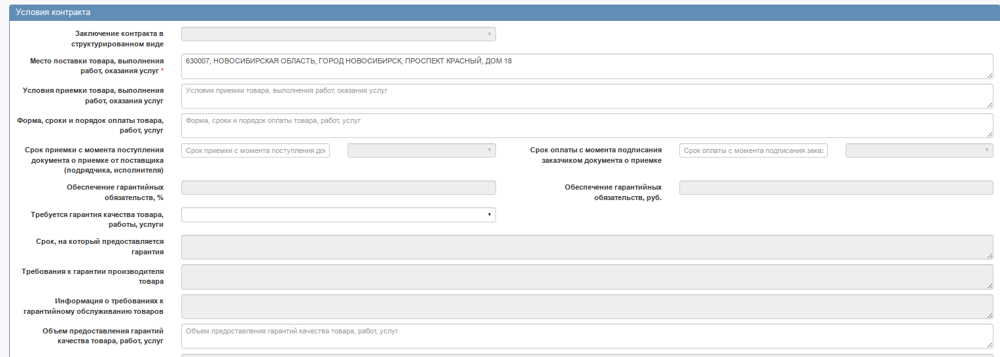 Условия контракта
Заключение контракта в
структурированном виде
Место поставки товара, выполнения
работ, оказания услуг *
630007, НОВОСИБИРСКАЯ ОБЛАСТЬ, ГОРОД НОВОСИБИРСК, ПРОСПЕКТ КРАСНЫЙ, ДОМ 18
Условия приемки товара, выполнения
работ, оказания услуг
Условия приемки товара, выполнения работ, оказания услуг
Форма, сроки и порядок оплаты товара,
работ, услуг
Форма, сроки и порядок оплаты товара, работ, услуг
Срок приемки с момента поступления
документа о приемке от поставщика
(подрядчика, исполнителя)
Срок приемки с момента поступления до
Срок оплаты с момента подписания
заказчиком документа о приемке
Срок оплаты с момента подписания заказ
Обеспечение гарантийных
обязательств, %
Обеспечение гарантийных
обязательств, руб.
Требуется гарантия качества товара,
работы, услуги
Срок, на который предоставляется
гарантия
Требования к гарантии производителя
товара
Информация о требованиях к
гарантийному обслуживанию товаров
Объем предоставления гарантий
качества товара, работ, услуг
Объем предоставления гарантий качества товара, работ, услуг